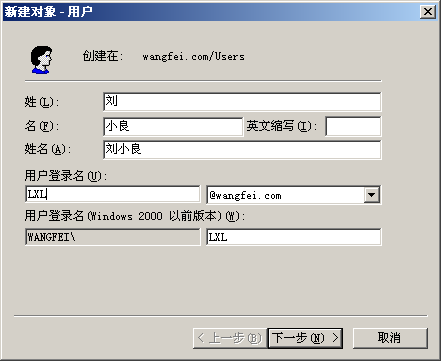 新建对象 - 用户
创建在: wangfei.com/Users
姓(L): 刘
名(F): 小良 英文缩写(I):
姓名(A): 刘小良
用户登录名(U):
LXL @wangfei.com
用户登录名(Windows 2000 以前版本)(W):
WANGFEI\ LXL
< 上一步(B) 下一步(N) > 取消